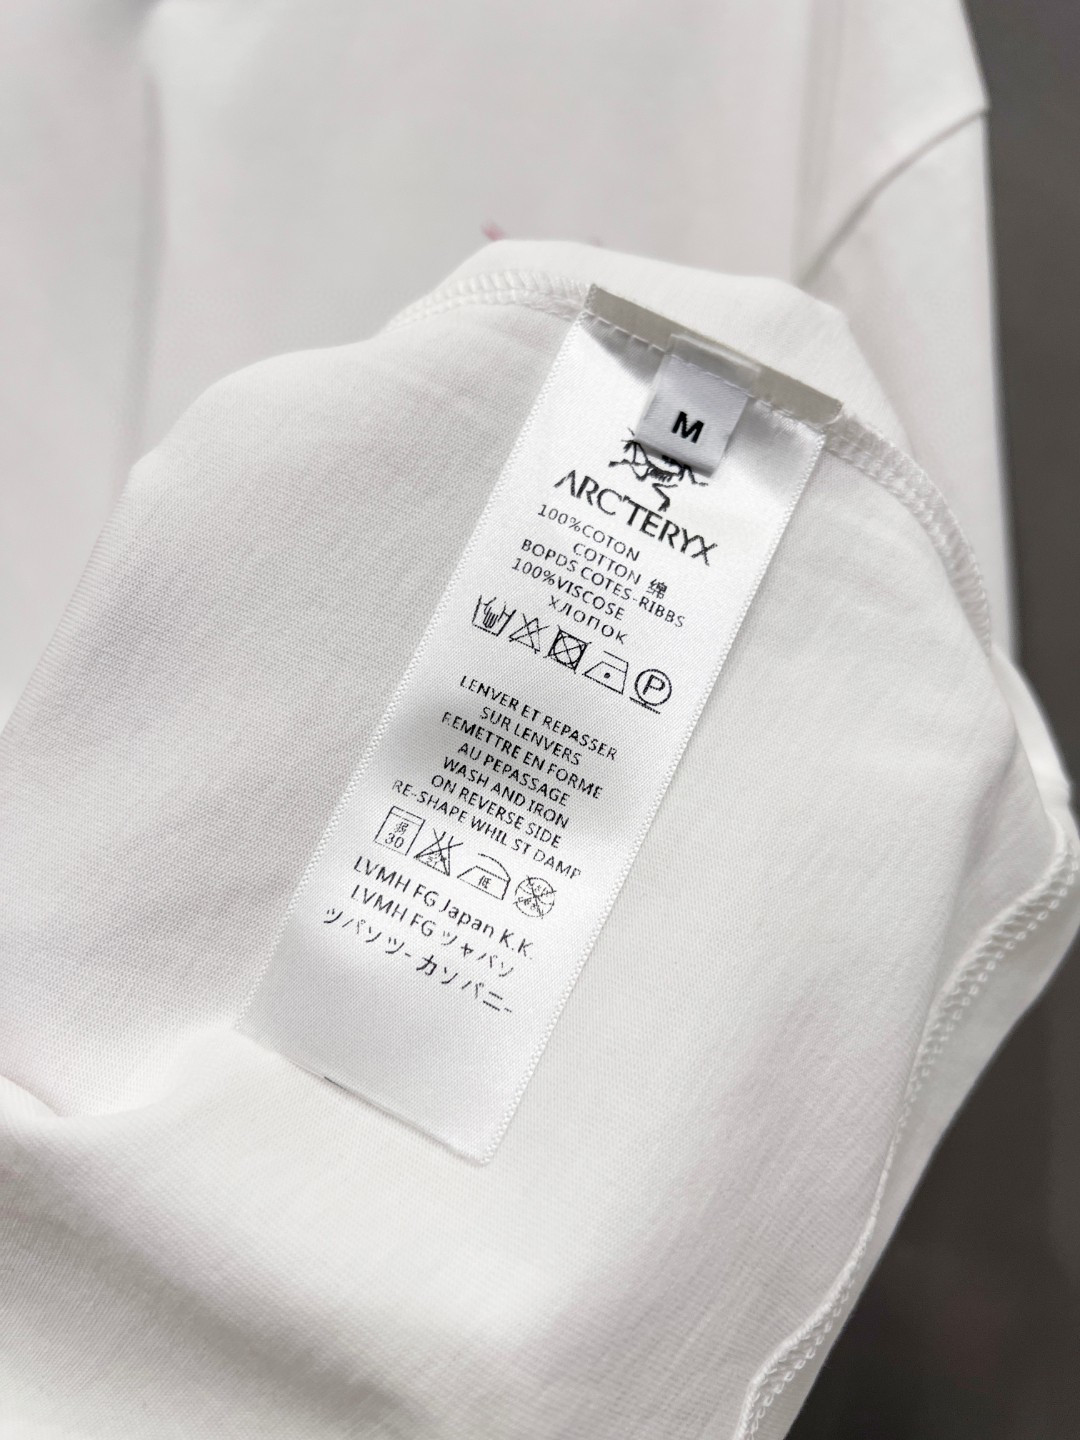 M
ARC'TERYX
100%COTON
COTTON 绵
BOPDS COTES-RIBBS
100%VISCOSE
ХЛОПОК
P
LENVER ET REPASSER
SUR LENVERS
REMETTRE EN FORME
AU PEPASSAGE
WASH AND IRON
ON REVERSE SIDE
RE-SHAPE WHIL ST DAMP
30
低
LVMH FG Japan K.K.
LVMH FG ツャパソ
ツパソツ-カソパニ-